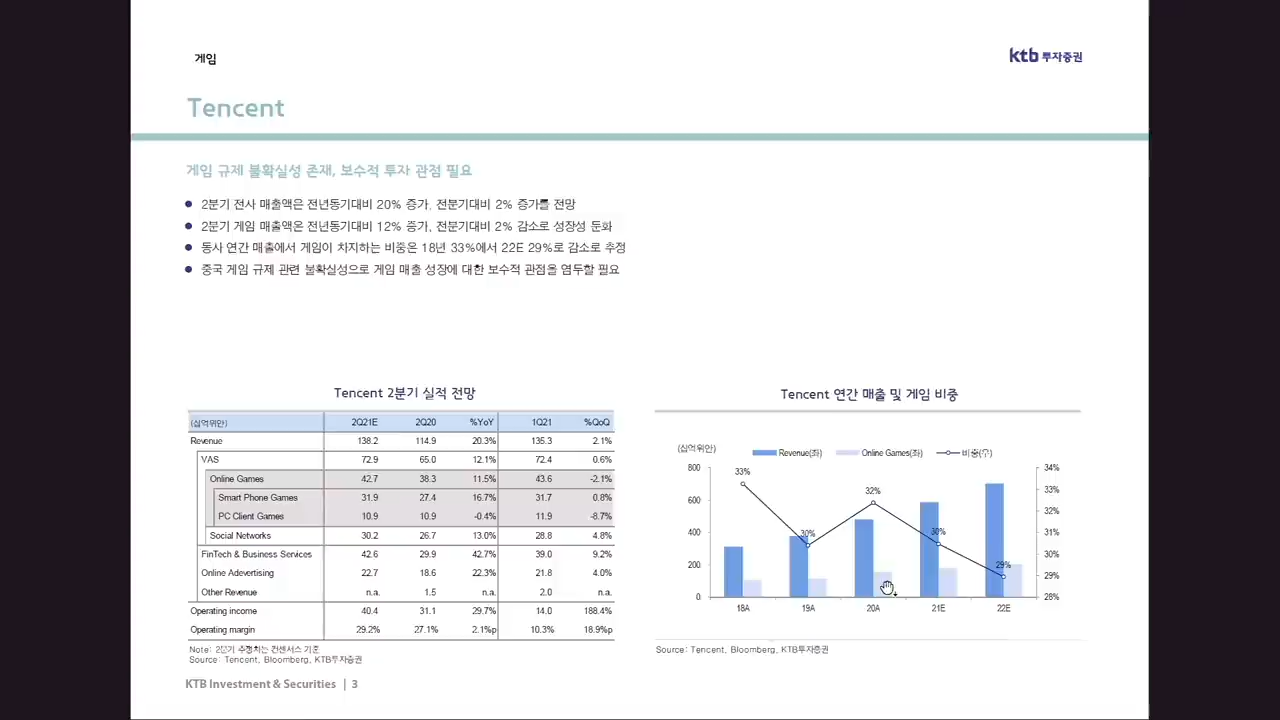 게임
ktb 투자증권
Tencent
게임 규제 불확실성 존재, 보수적 투자 관점 필요
2분기 전사 매출액은 전년동기대비 20% 증가, 전분기대비 2% 증가를 전망
2분기 게임 매출액은 전년동기대비 12% 증가, 전분기대비 2% 감소로 성장성 둔화
동사 연간 매출에서 게임이 차지하는 비중은 18년 33%에서 22E 29%로 감소로 추정
중국 게임 규제 관련 불확실성으로 게임 매출 성장에 대한 보수적 관점을 염두할 필요
Tencent 2분기 실적 전망
(십억위안) 2Q21E 2Q20 %YoY 1Q21 %QoQ
Revenue 138.2 114.9 20.3% 135.3 2.1%
VAS 72.9 65.0 12.1% 72.4 0.6%
Online Games 42.7 38.3 11.5% 43.6 -2.1%
Smart Phone Games 31.9 27.4 16.7% 31.7 0.8%
PC Client Games 10.9 10.9 -0.4% 11.9 -8.7%
Social Networks 30.2 26.7 13.0% 28.8 4.8%
FinTech & Business Services 42.6 29.9 42.7% 39.0 9.2%
Online Adevertising 22.7 18.6 22.3% 21.8 4.0%
Other Revenue n.a. 1.5 n.a. 2.0 n.a.
Operating income 40.4 31.1 29.7% 14.0 188.4%
Operating margin 29.2% 27.1% 2.1%p 10.3% 18.9%p
Note: 2분기 추정치는 컨센서스 기준
Source: Tencent, Bloomberg, KTB투자증권
Tencent 연간 매출 및 게임 비중
(십억위안)
Revenue(좌) Online Games(좌) 비중(우)
800 34%
33%
600 32%
31%
400 30%
200 29%
0 28%
33% 30% 32% 30% 29%
18A 19A 20A 21E 22E
Source: Tencent, Bloomberg, KTB투자증권
KTB Investment & Securities | 3